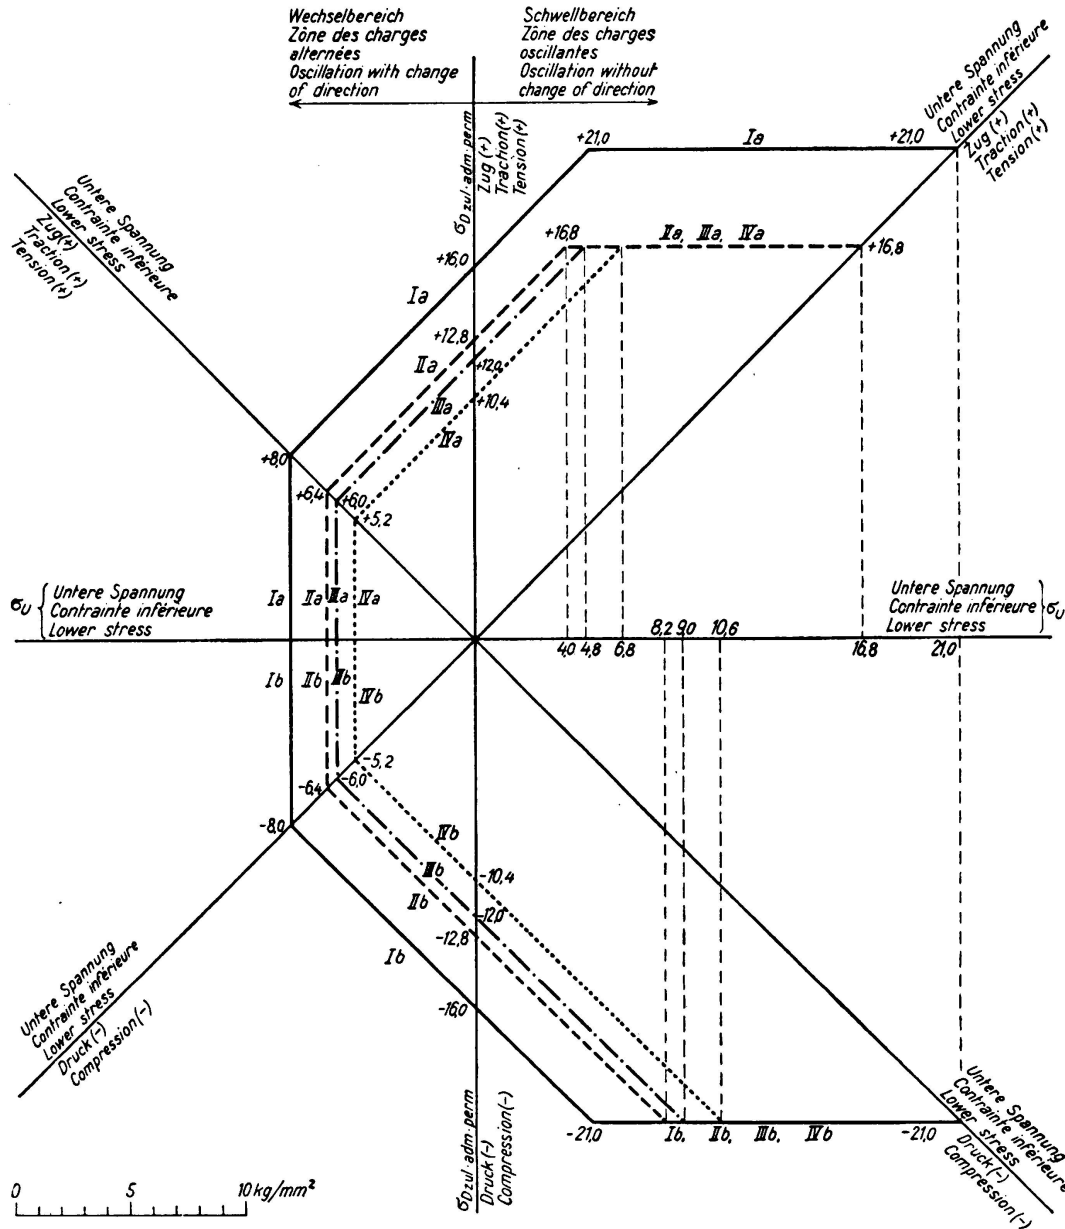 Wechselbereich
Zône des charges
alternées
Oscillation with change
of direction
Schwellbereich
Zône des charges
oscillantes
Oscillation without
change of direction
Untere Spannung
Contrainte inférieure
Lower stress
Zug (+)
Traction (+)
Tension (+)
σD zul·adm·perm
Zug (+)
Traction (+)
Tension (+)
+21,0
Ia
+21,0
Untere Spannung
Contrainte inférieure
Lower stress
Zug(+)
Traction(+)
Tension(+)
+16,0
+16,8
IIa, IIIa, IVa
+16,8
Ia
+12,8
IIa
+12,0
IIIa
+10,4
IVa
+8,0
+6,4
+6,0
+5,2
σU { Untere Spannung
Contrainte inférieure
Lower stress
Ia
IIa
IIIa
IVa
Untere Spannung
Contrainte inférieure
Lower stress } σU
8,2
9,0
10,6
4,0
4,8
6,8
16,8
21,0
Ib
IIb
IIIb
IVb
-5,2
-6,0
-6,4
-8,0
IVb
IIIb
-10,4
IIb
-12,0
-12,8
Ib
-16,0
Untere Spannung
Contrainte inférieure
Lower stress
Druck(-)
Compression(-)
σD zul·adm·perm
Druck(-)
Compression(-)
-21,0
Ib, IIb, IIIb, IVb
-21,0
Untere Spannung
Contrainte inférieure
Lower stress
Druck(-)
Compression(-)
0 5 10 kg/mm²